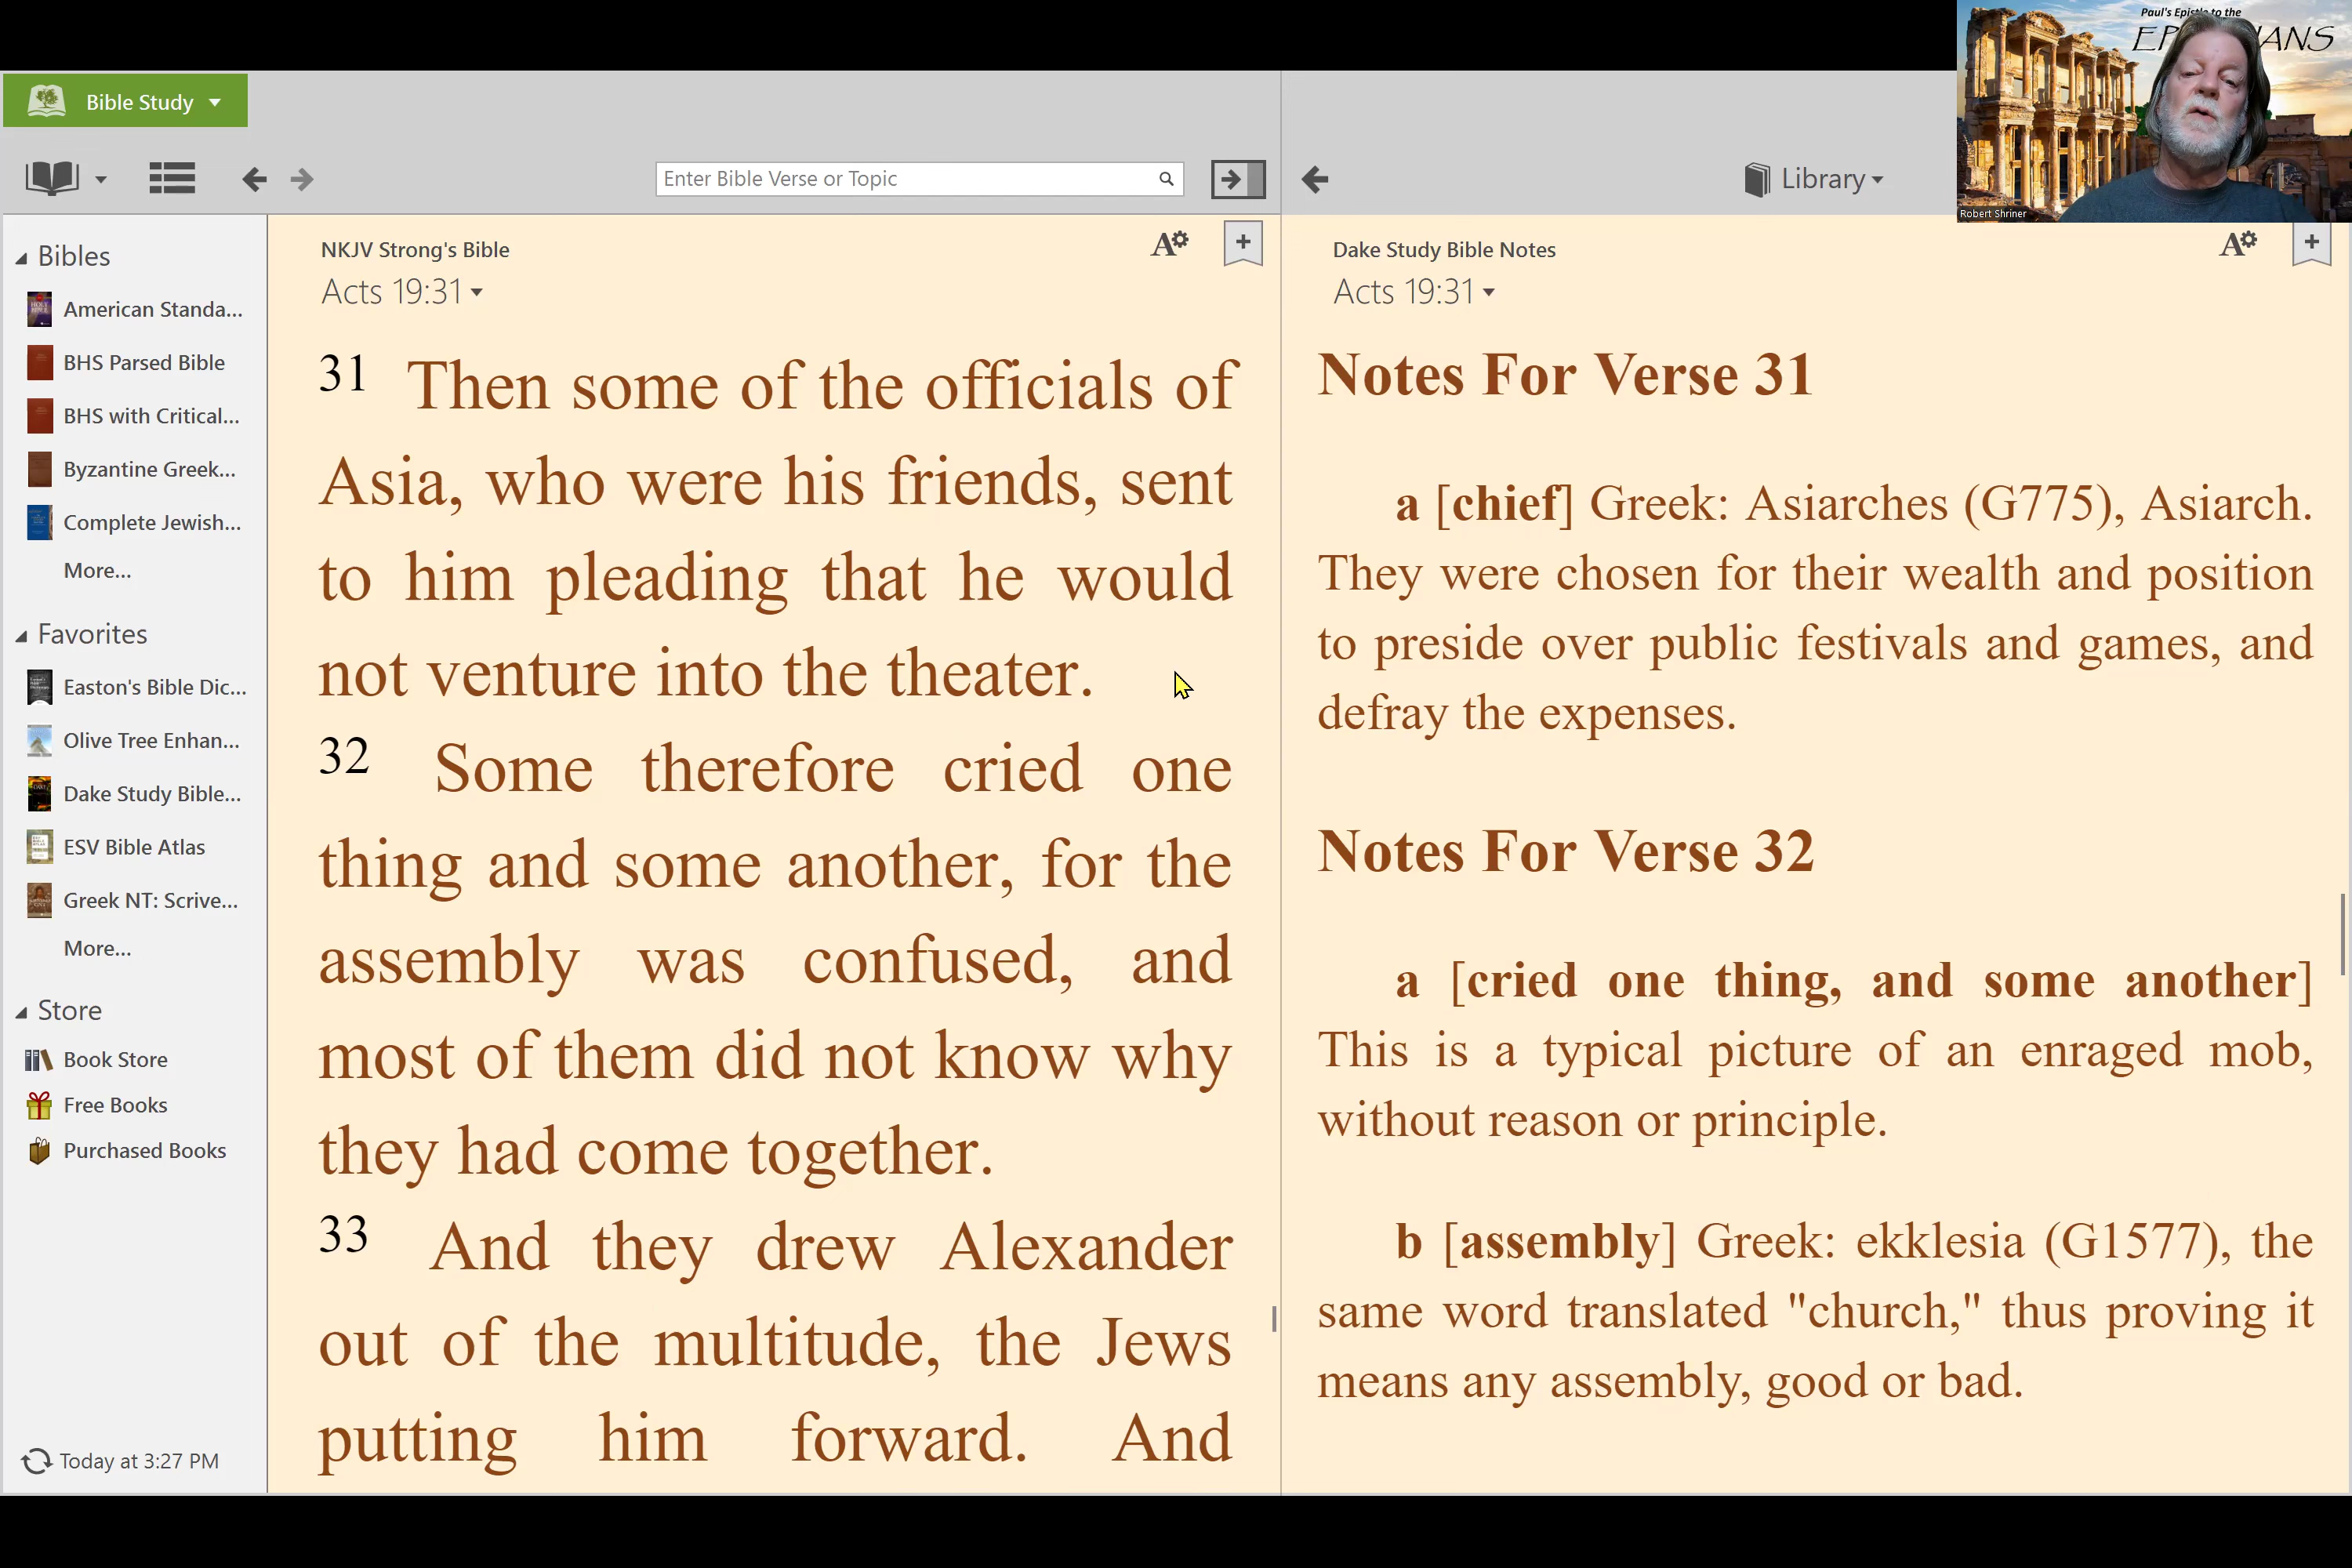 Paul's Epistle to the
Bible Study
Enter Bible Verse or Topic
Library
Robert Shriner
Bibles
American Standa...
BHS Parsed Bible
BHS with Critical...
Byzantine Greek...
Complete Jewish...
More...
Favorites
Easton's Bible Dic...
Olive Tree Enhan...
Dake Study Bible...
ESV Bible Atlas
Greek NT: Scrive...
More...
Store
Book Store
Free Books
Purchased Books
Today at 3:27 PM
NKJV Strong's Bible
Acts 19:31
31 Then some of the officials of
Asia, who were his friends, sent
to him pleading that he would
not venture into the theater.
32 Some therefore cried one
thing and some another, for the
assembly was confused, and
most of them did not know why
they had come together.
33 And they drew Alexander
out of the multitude, the Jews
putting him forward. And
Dake Study Bible Notes
Acts 19:31
Notes For Verse 31
a [chief] Greek: Asiarches (G775), Asiarch.
They were chosen for their wealth and position
to preside over public festivals and games, and
defray the expenses.
Notes For Verse 32
a [cried one thing, and some another]
This is a typical picture of an enraged mob,
without reason or principle.
b [assembly] Greek: ekklesia (G1577), the
same word translated "church," thus proving it
means any assembly, good or bad.